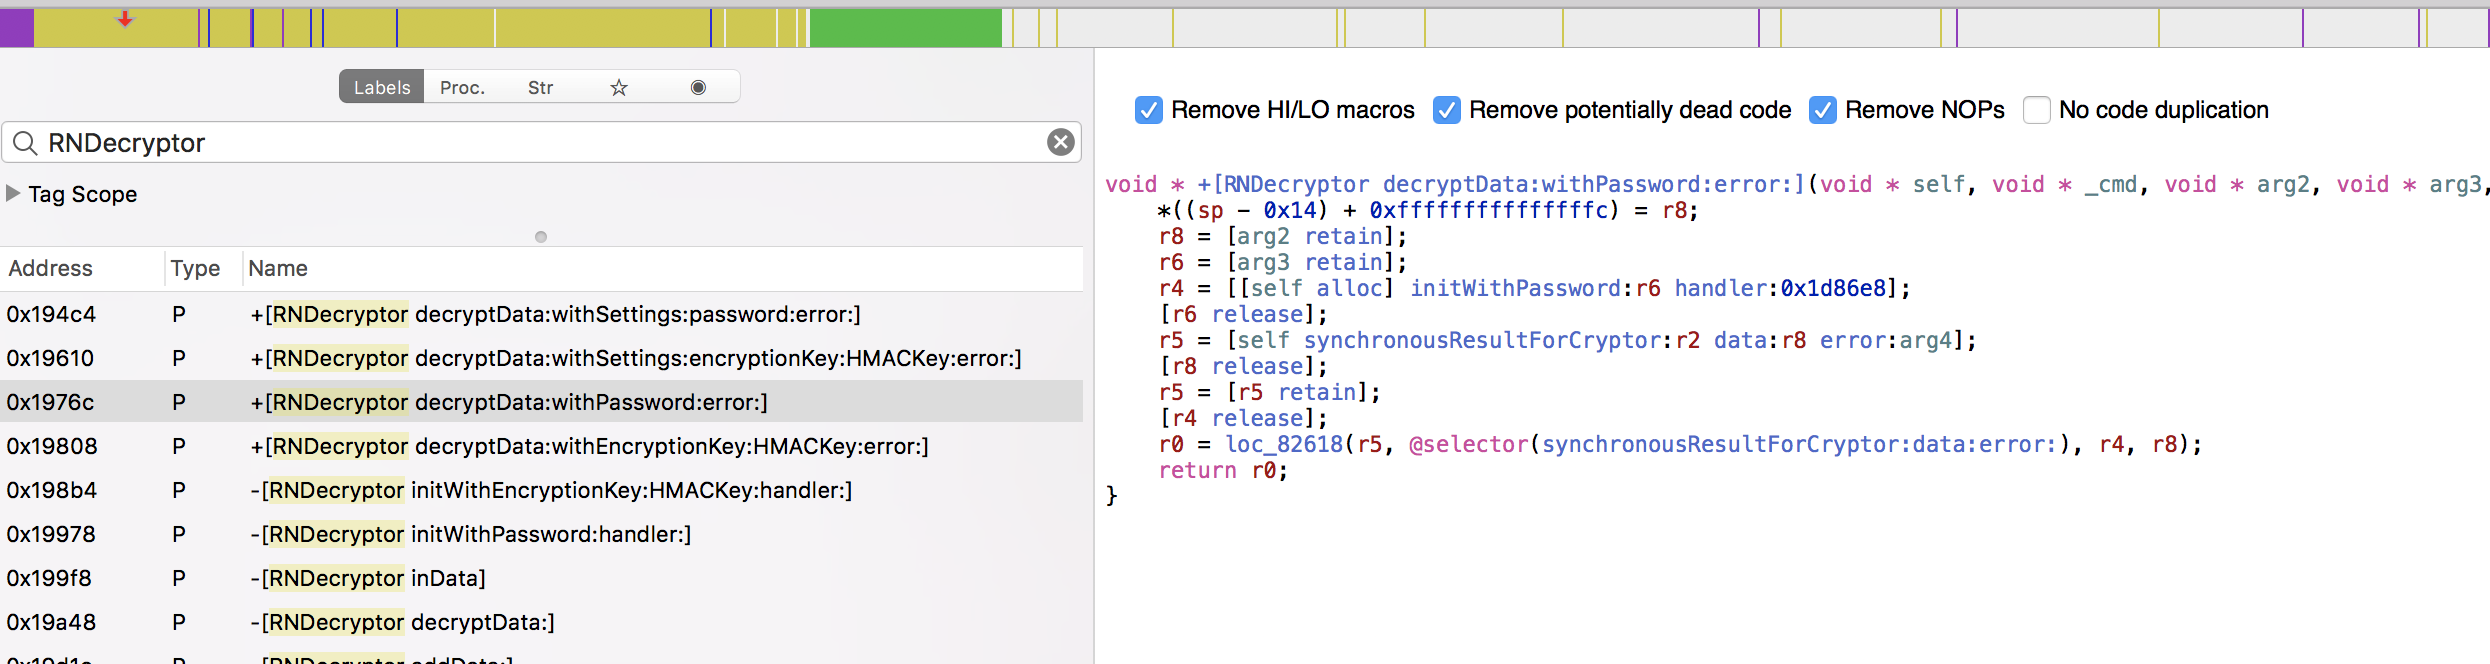 Labels Proc. Str
RNDecryptor
Tag Scope
Address Type Name
0x194c4 P +[RNDecryptor decryptData:withSettings:password:error:]
0x19610 P +[RNDecryptor decryptData:withSettings:encryptionKey:HMACKey:error:]
0x1976c P +[RNDecryptor decryptData:withPassword:error:]
0x19808 P +[RNDecryptor decryptData:withEncryptionKey:HMACKey:error:]
0x198b4 P -[RNDecryptor initWithEncryptionKey:HMACKey:handler:]
0x19978 P -[RNDecryptor initWithPassword:handler:]
0x199f8 P -[RNDecryptor inData]
0x19a48 P -[RNDecryptor decryptData:]
P -[RNDecryptor addData:]
Remove HI/LO macros Remove potentially dead code Remove NOPs No code duplication
void * +[RNDecryptor decryptData:withPassword:error:](void * self, void * _cmd, void * arg2, void * arg3,
*((sp - 0x14) + 0xfffffffffffffffc) = r8;
r8 = [arg2 retain];
r6 = [arg3 retain];
r4 = [[self alloc] initWithPassword:r6 handler:0x1d86e8];
[r6 release];
r5 = [self synchronousResultForCryptor:r2 data:r8 error:arg4];
[r8 release];
r5 = [r5 retain];
[r4 release];
r0 = loc_82618(r5, @selector(synchronousResultForCryptor:data:error:), r4, r8);
return r0;
}